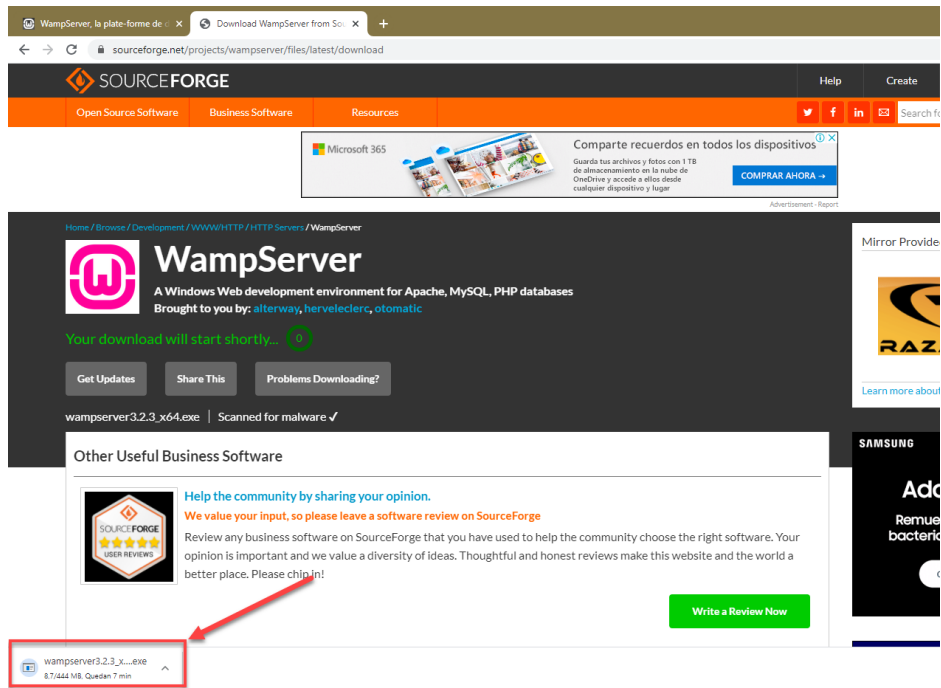 WampServer, la plate-forme de d
Download WampServer from Sou
sourceforge.net/projects/wampserver/files/latest/download
SOURCEFORGE
Help
Create
Open Source Software
Business Software
Resources
Search fo
Microsoft 365
Comparte recuerdos en todos los dispositivos
Guarda tus archivos y fotos con 1 TB
de almacenamiento en la nube de
OneDrive y accede a ellos desde
cualquier dispositivo y lugar
COMPRAR AHORA →
Advertisement - Report
Home / Browse / Development / WWW/HTTP / HTTP Servers / WampServer
WampServer
A Windows Web development environment for Apache, MySQL, PHP databases
Brought to you by: alterway, herveleclerc, otomatic
Your download will start shortly... 0
Get Updates
Share This
Problems Downloading?
wampserver3.2.3_x64.exe | Scanned for malware ✓
Mirror Provide
RAZ
Learn more about
Other Useful Business Software
SOURCEFORGE
USER REVIEWS
Help the community by sharing your opinion.
We value your input, so please leave a software review on SourceForge
Review any business software on SourceForge that you have used to help the community choose the right software. Your
opinion is important and we value a diversity of ideas. Thoughtful and honest reviews make this website and the world a
better place. Please chip in!
Write a Review Now
SAMSUNG
Remue
bacteri
wampserver3.2.3_x....exe
8.7/444 MB, Quedan 7 min